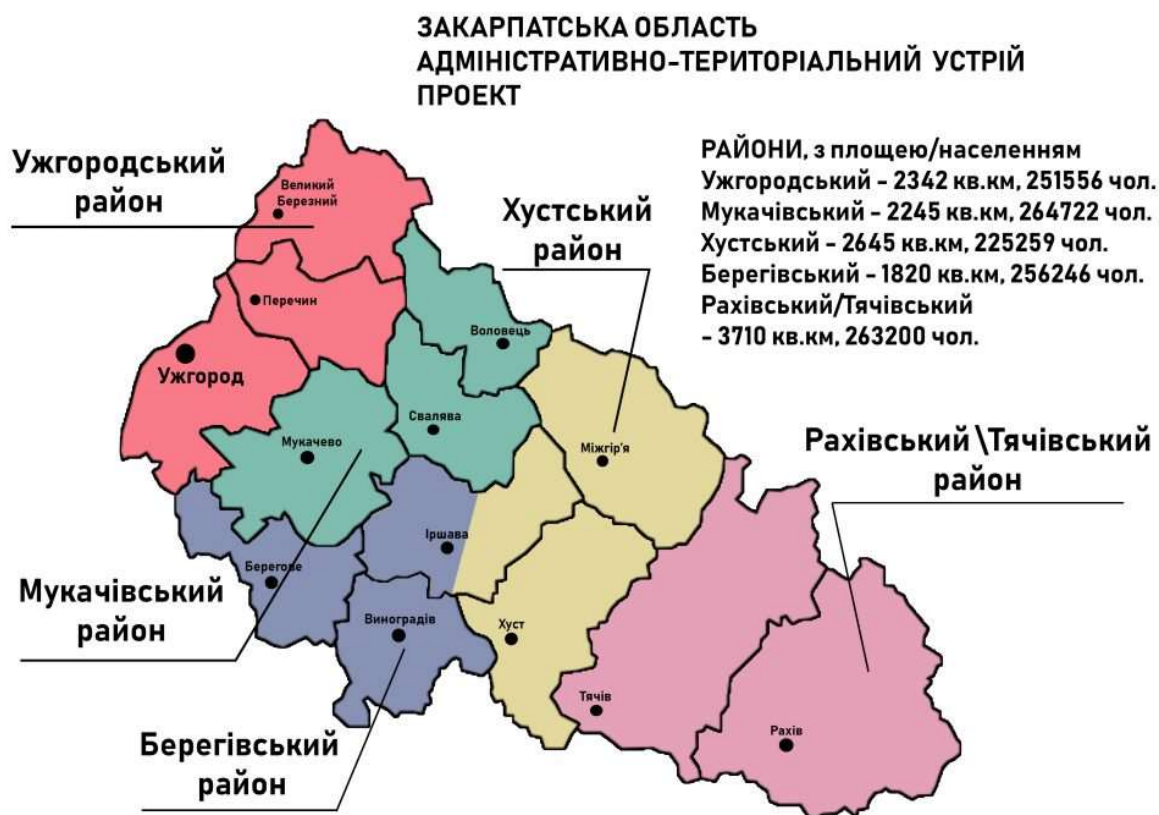 ЗАКАРПАТСЬКА ОБЛАСТЬ
АДМІНІСТРАТИВНО-ТЕРИТОРІАЛЬНИЙ УСТРІЙ
ПРОЕКТ
РАЙОНИ, з площею/населенням
Ужгородський - 2342 кв.км, 251556 чол.
Мукачівський - 2245 кв.км, 264722 чол.
Хустський - 2645 кв.км, 225259 чол.
Берегівський - 1820 кв.км, 256246 чол.
Рахівський/Тячівський
- 3710 кв.км, 263200 чол.
Ужгородський
район
Хустський
район
Великий
Березний
Перечин
Воловець
Ужгород
Свалява
Мукачево
Міжгір'я
Рахівський\Тячівський
район
Іршава
Берегове
Мукачівський
район
Виноградів
Хуст
Тячів
Рахів
Берегівський
район